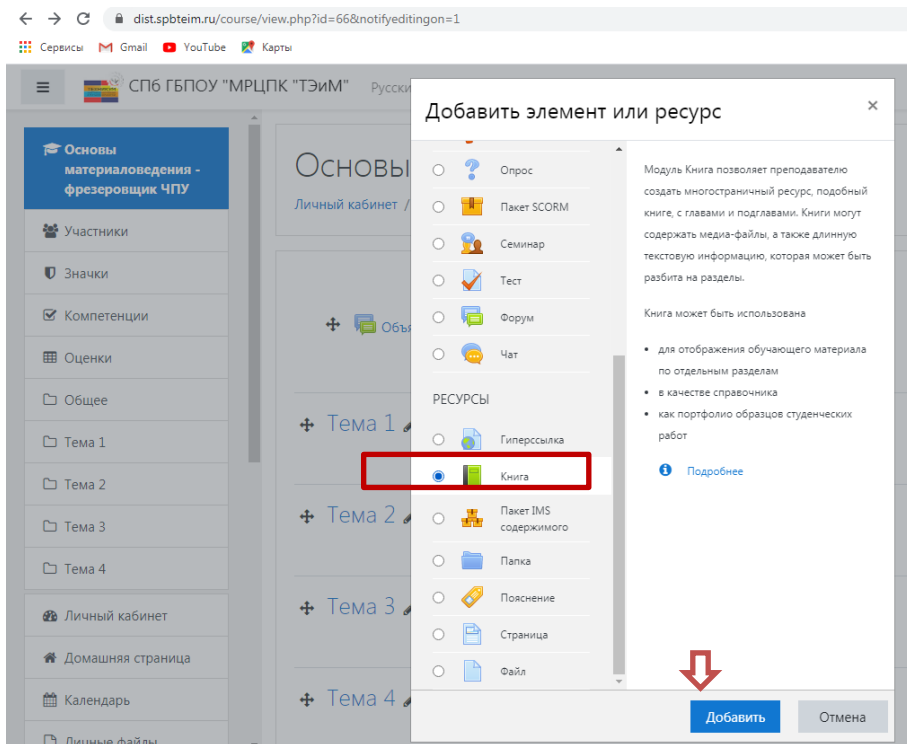 dist.spbteim.ru/course/view.php?id=66&notifyeditingon=1
Сервисы Gmail YouTube Карты
СПб ГБПОУ "МРЦПК "ТЭиМ" Русски
Основы
материаловедения -
фрезеровщик ЧПУ
Участники
Значки
Компетенции
Оценки
Общее
Тема 1
Тема 2
Тема 3
Тема 4
Личный кабинет
Домашняя страница
Календарь
Личные файлы
Основы
Личный кабинет /
Объя
Тема 1
Тема 2
Тема 3
Тема 4
Добавить элемент или ресурс ×
Опрос
Пакет SCORM
Семинар
Тест
Форум
Чат
РЕСУРСЫ
Гиперссылка
Книга
Пакет IMS
содержимого
Папка
Пояснение
Страница
Файл
Модуль Книга позволяет преподавателю
создать многостраничный ресурс, подобный
книге, с главами и подглавами. Книги могут
содержать медиа-файлы, а также длинную
текстовую информацию, которая может быть
разбита на разделы.
Книга может быть использована
• для отображения обучающего материала
по отдельным разделам
• в качестве справочника
• как портфолио образцов студенческих
работ
Подробнее
Добавить Отмена